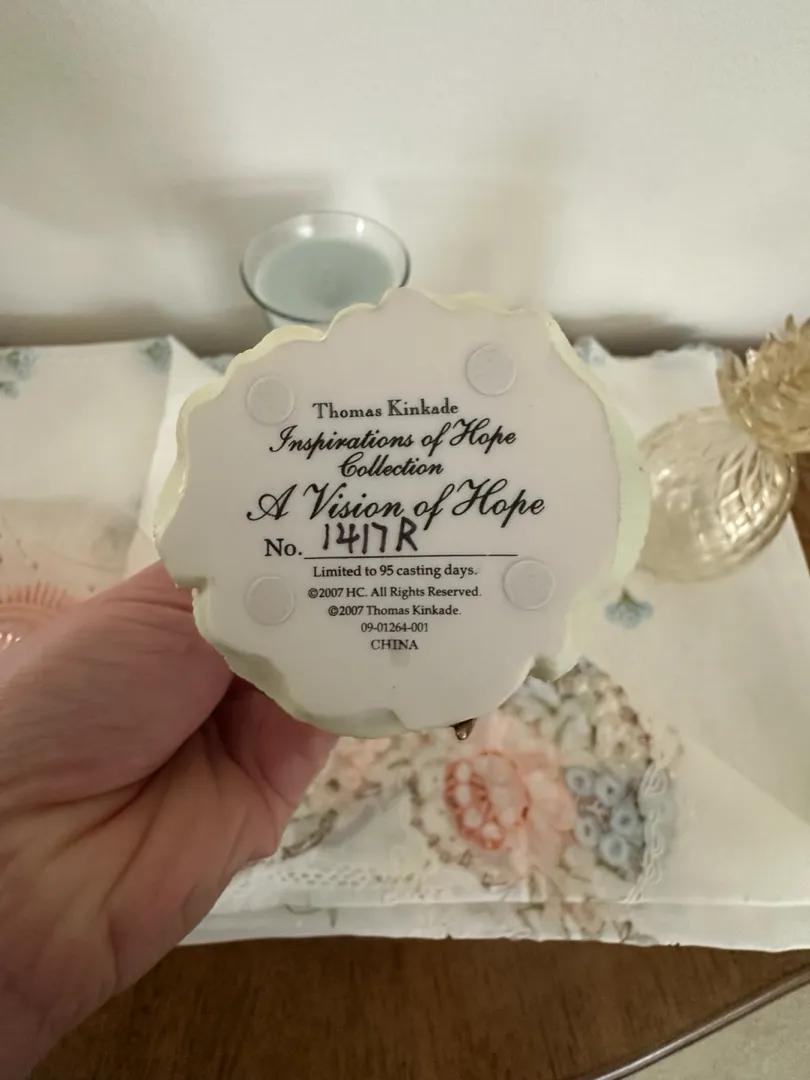 Thomas Kinkade
Inspirations of Hope
Collection
A Vision of Hope
No. 1417R
Limited to 95 casting days.
©2007 HC. All Rights Reserved.
©2007 Thomas Kinkade.
09-01264-001
CHINA